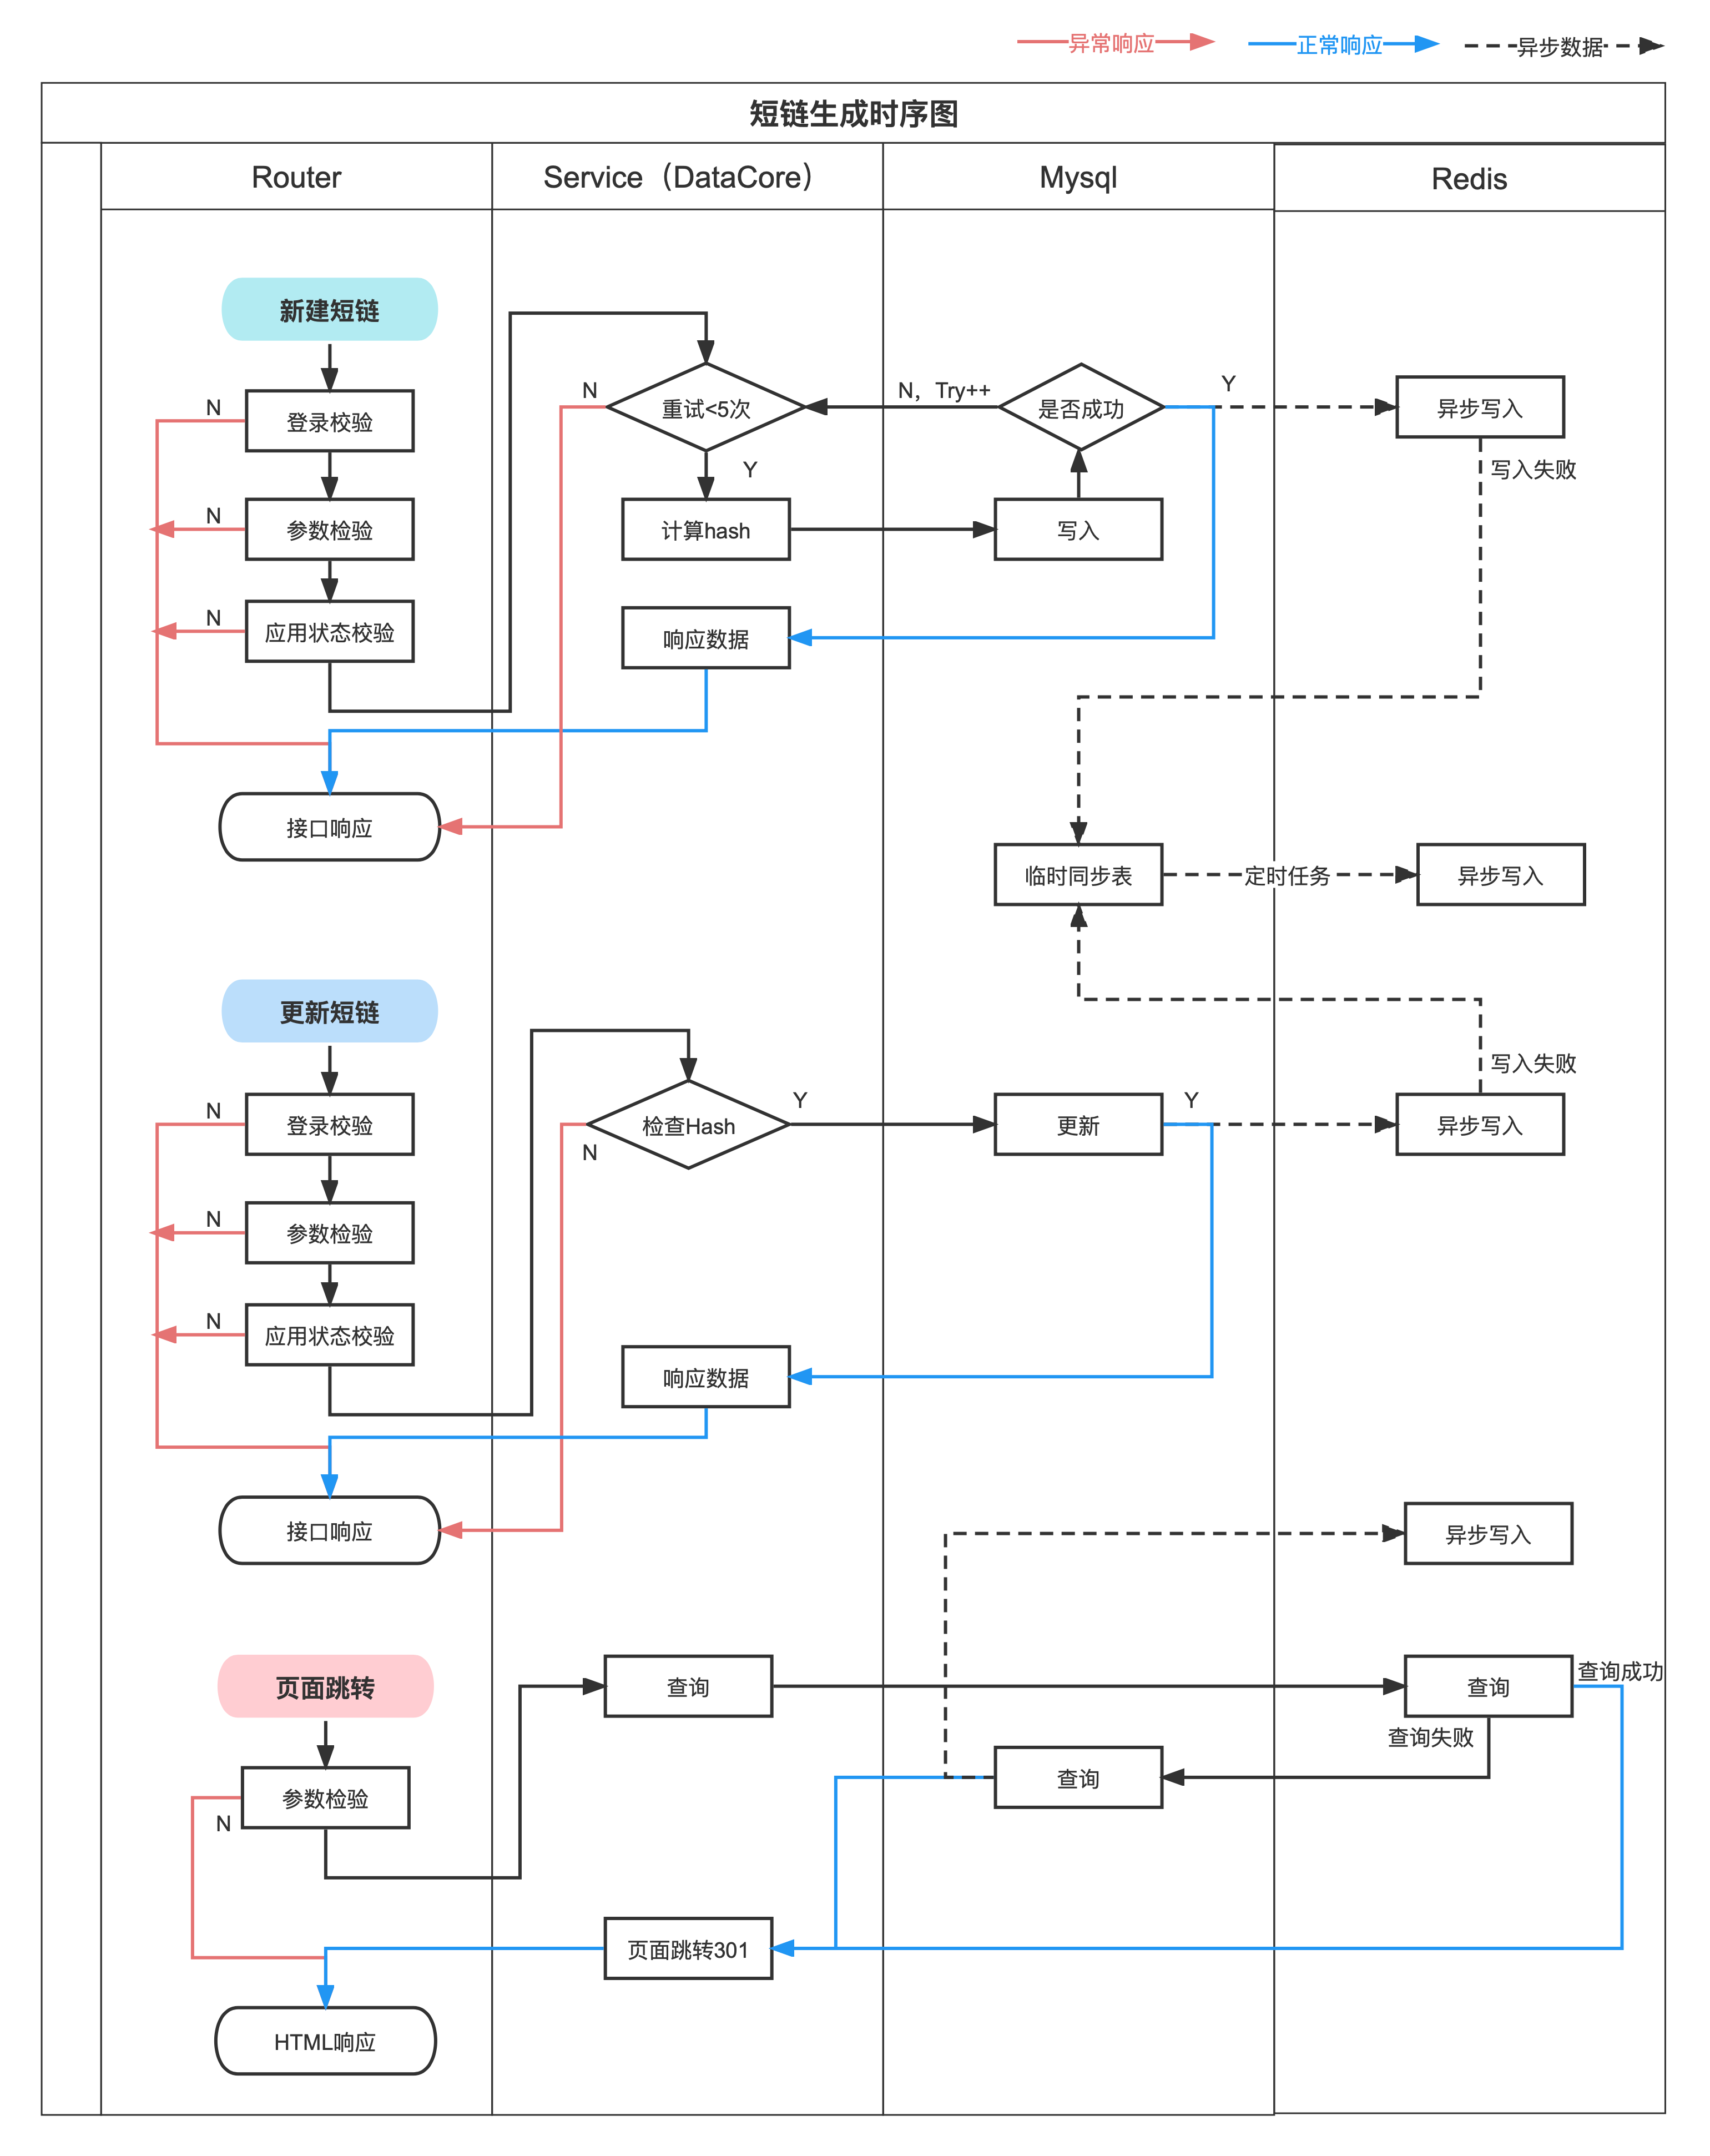 异常响应
正常响应
异步数据
短链生成时序图
Router
Service（DataCore）
Mysql
Redis
新建短链
登录校验
N
参数检验
N
应用状态校验
N
接口响应
重试<5次
N
Y
计算hash
响应数据
N，Try++
是否成功
Y
写入
异步写入
写入失败
临时同步表
定时任务
异步写入
更新短链
登录校验
N
参数检验
N
应用状态校验
N
接口响应
检查Hash
Y
N
更新
Y
异步写入
写入失败
响应数据
异步写入
页面跳转
参数检验
N
查询
查询
查询成功
查询失败
查询
页面跳转301
HTML响应